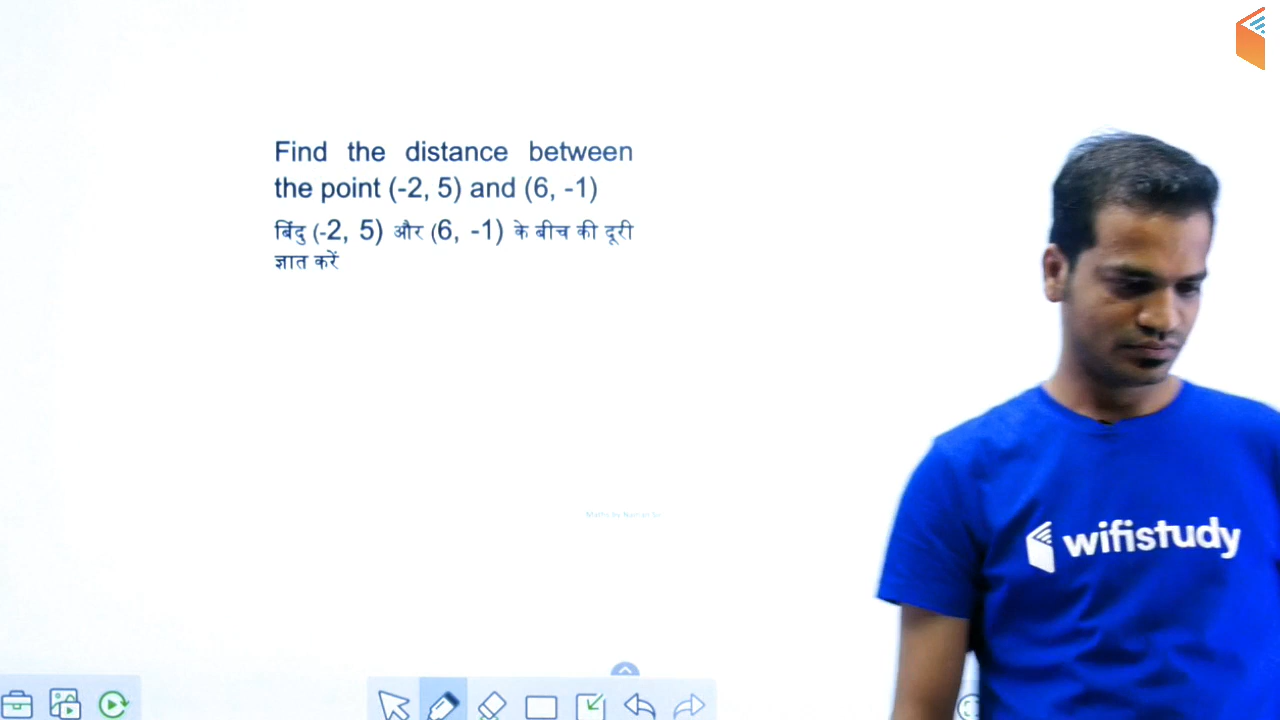 Find the distance between
the point (-2, 5) and (6, -1)
बिंदु (-2, 5) और (6, -1) के बीच की दूरी
ज्ञात करें
wifistudy